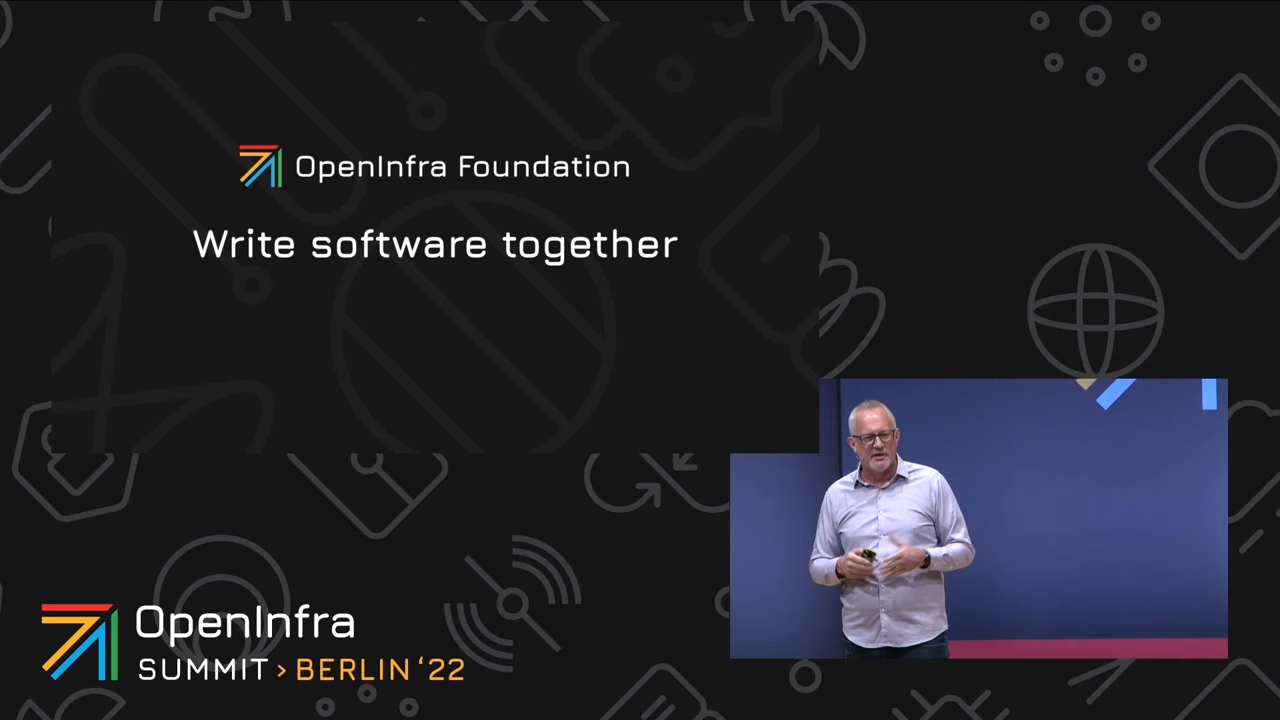 OpenInfra Foundation
Write software together
OpenInfra
SUMMIT > BERLIN ‘22